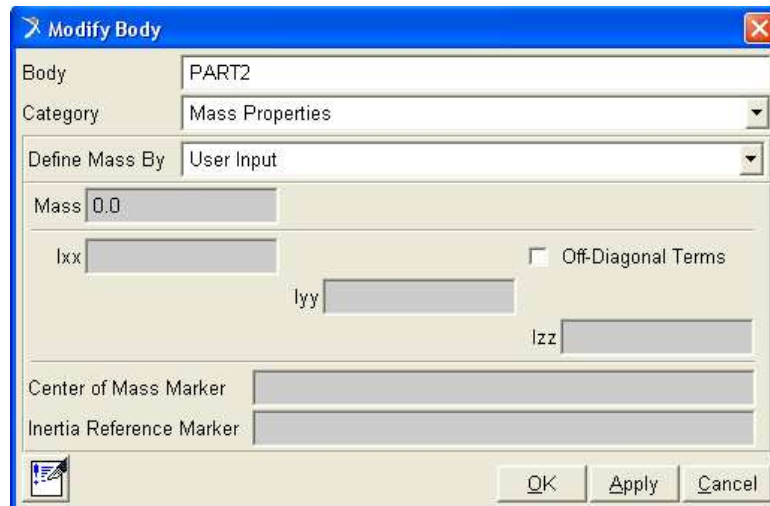 Modify Body
Body PART2
Category Mass Properties
Define Mass By User Input
Mass 0.0
Ixx Off-Diagonal Terms
Iyy
Izz
Center of Mass Marker
Inertia Reference Marker
OK Apply Cancel